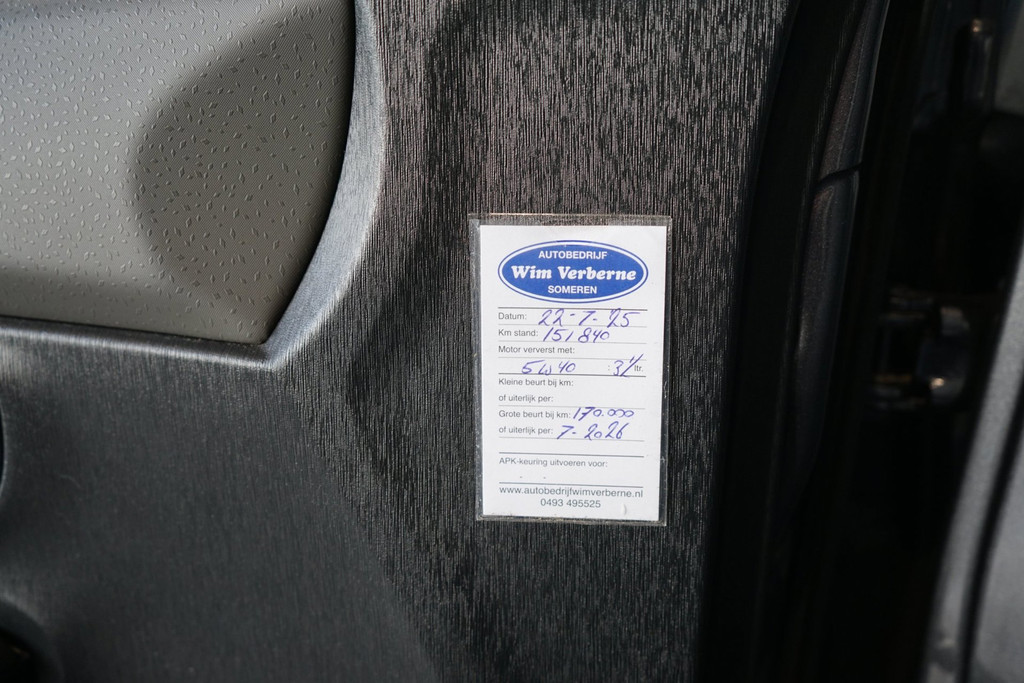 AUTOBEDRIJF
Wim Verberne
SOMEREN
Datum: 22-7-'25
Km stand: 151840
Motor ververst met:
5W40 : 3½ ltr.
Kleine beurt bij km:
of uiterlijk per:
Grote beurt bij km: 170.000
of uiterlijk per: 7-2026
APK-keuring uitvoeren voor:
www.autobedrijfwimverberne.nl
0493 495525